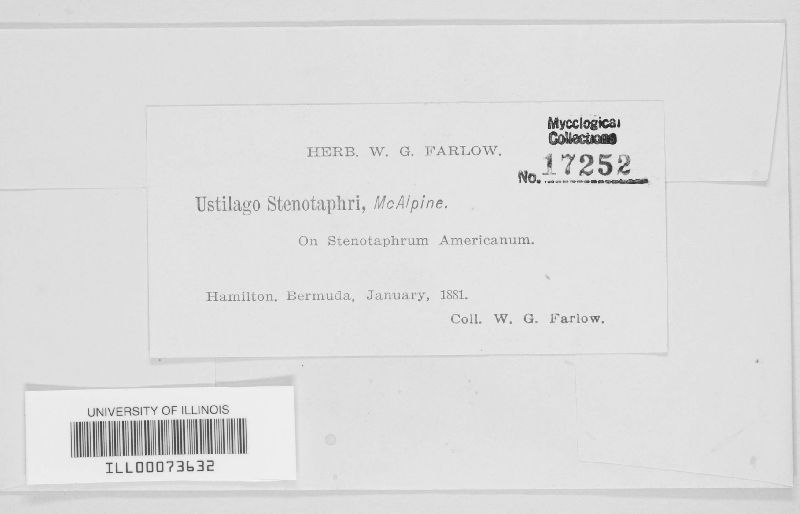 HERB. W. G. FARLOW.
Mycological
Collections
No. 17252
Ustilago Stenotaphri, McAlpine.
On Stenotaphrum Americanum.
Hamilton, Bermuda, January, 1881.
Coll. W. G. Farlow.
UNIVERSITY OF ILLINOIS
ILL00073632